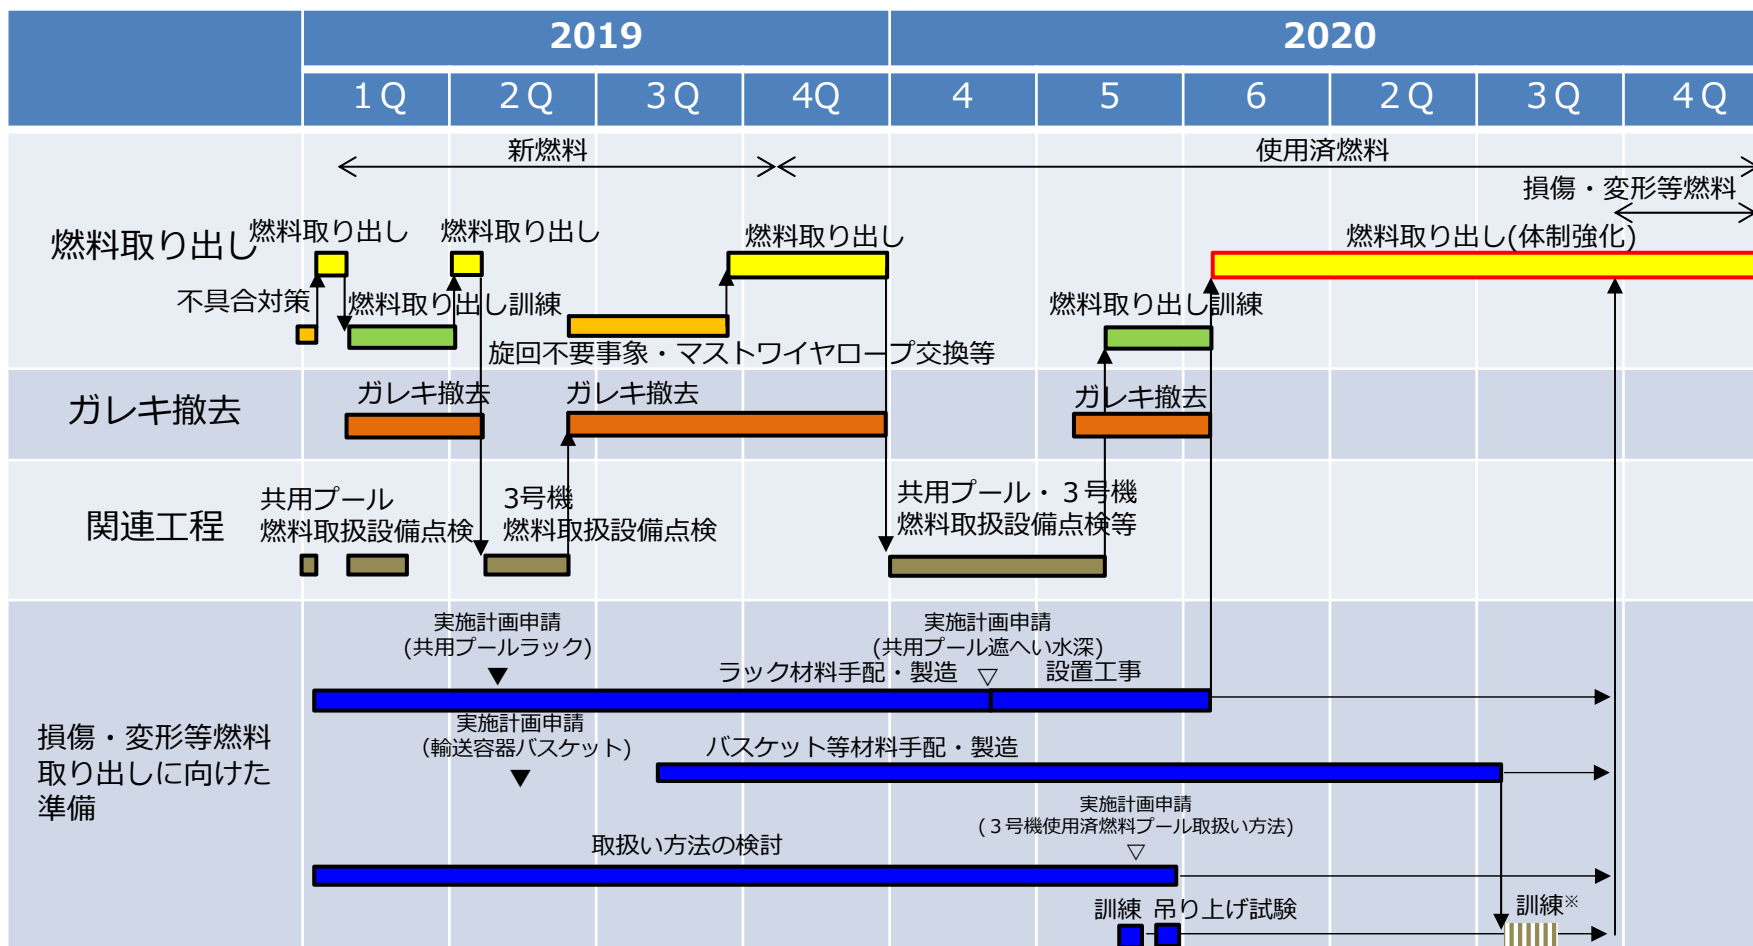 2019
2020
1Q
2Q
3Q
4Q
4
5
6
2Q
3Q
4Q
新燃料
使用済燃料
損傷・変形等燃料
燃料取り出し
燃料取り出し
燃料取り出し
燃料取り出し
燃料取り出し(体制強化)
不具合対策
燃料取り出し訓練
燃料取り出し訓練
旋回不要事象・マストワイヤロープ交換等
ガレキ撤去
ガレキ撤去
ガレキ撤去
ガレキ撤去
関連工程
共用プール
燃料取扱設備点検
3号機
燃料取扱設備点検
共用プール・３号機
燃料取扱設備点検等
損傷・変形等燃料
取り出しに向けた
準備
実施計画申請
(共用プールラック)
▼
実施計画申請
(共用プール遮へい水深)
▽
ラック材料手配・製造
設置工事
実施計画申請
（輸送容器バスケット)
▼
バスケット等材料手配・製造
実施計画申請
(３号機使用済燃料プール取扱い方法)
▽
取扱い方法の検討
訓練
吊り上げ試験
訓練※